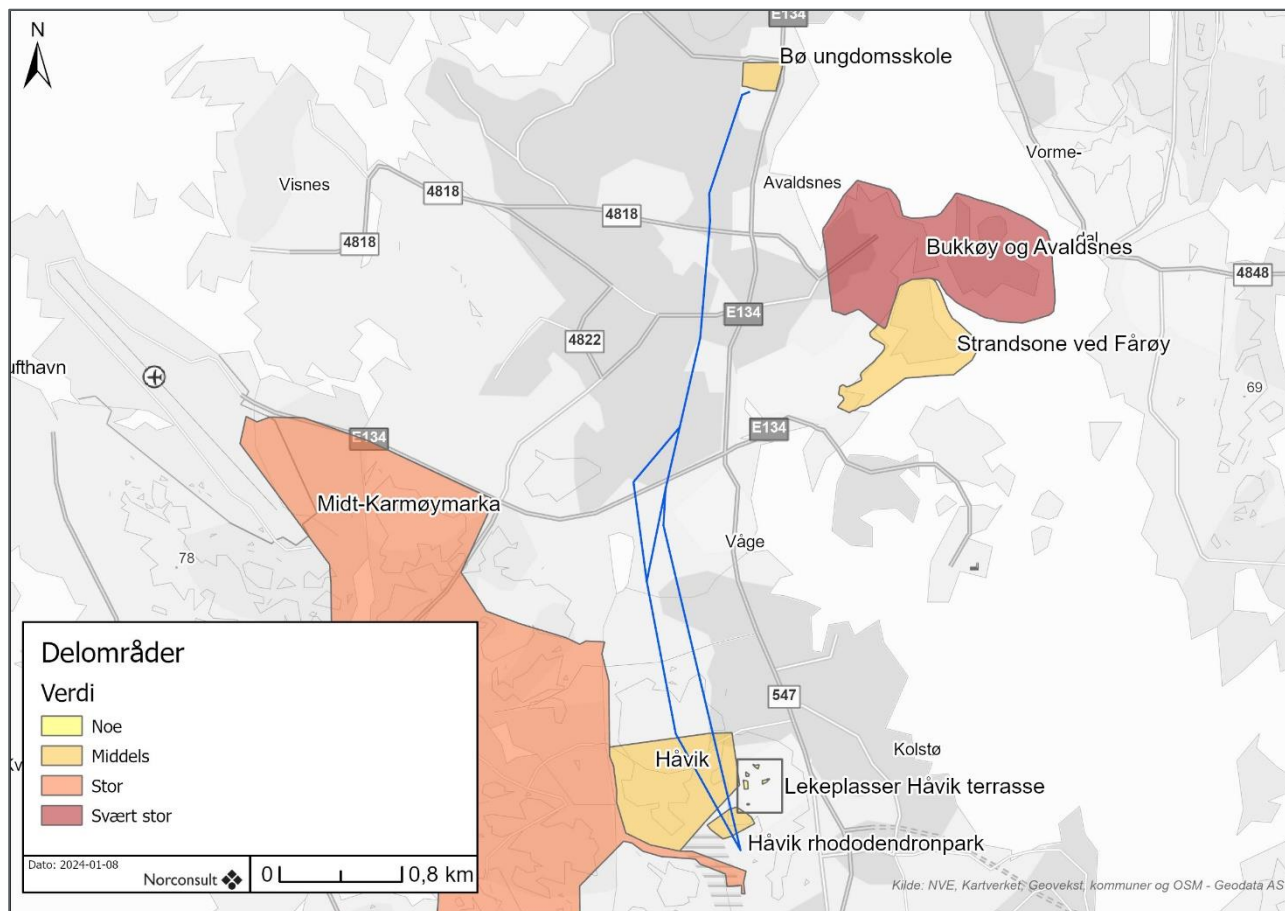 E134
N
Bø ungdomsskole
Vorme-
Visnes
4818
Avaldsnes
4818
4818
Bukkøy og Avaldsnes
dal
4848
E134
4822
Strandsone ved Fårøy
ufthavn
69
E134
E134
Midt-Karmøymarka
78
Våge
Delområder
Verdi
Noe
Middels
Stor
Svært stor
547
Kolstø
Håvik
Lekeplasser Håvik terrasse
Håvik rhododendronpark
Dato: 2024-01-08
Norconsult
0
0,8 km
Kilde: NVE, Kartverket, Geovekst, kommuner og OSM - Geodata AS